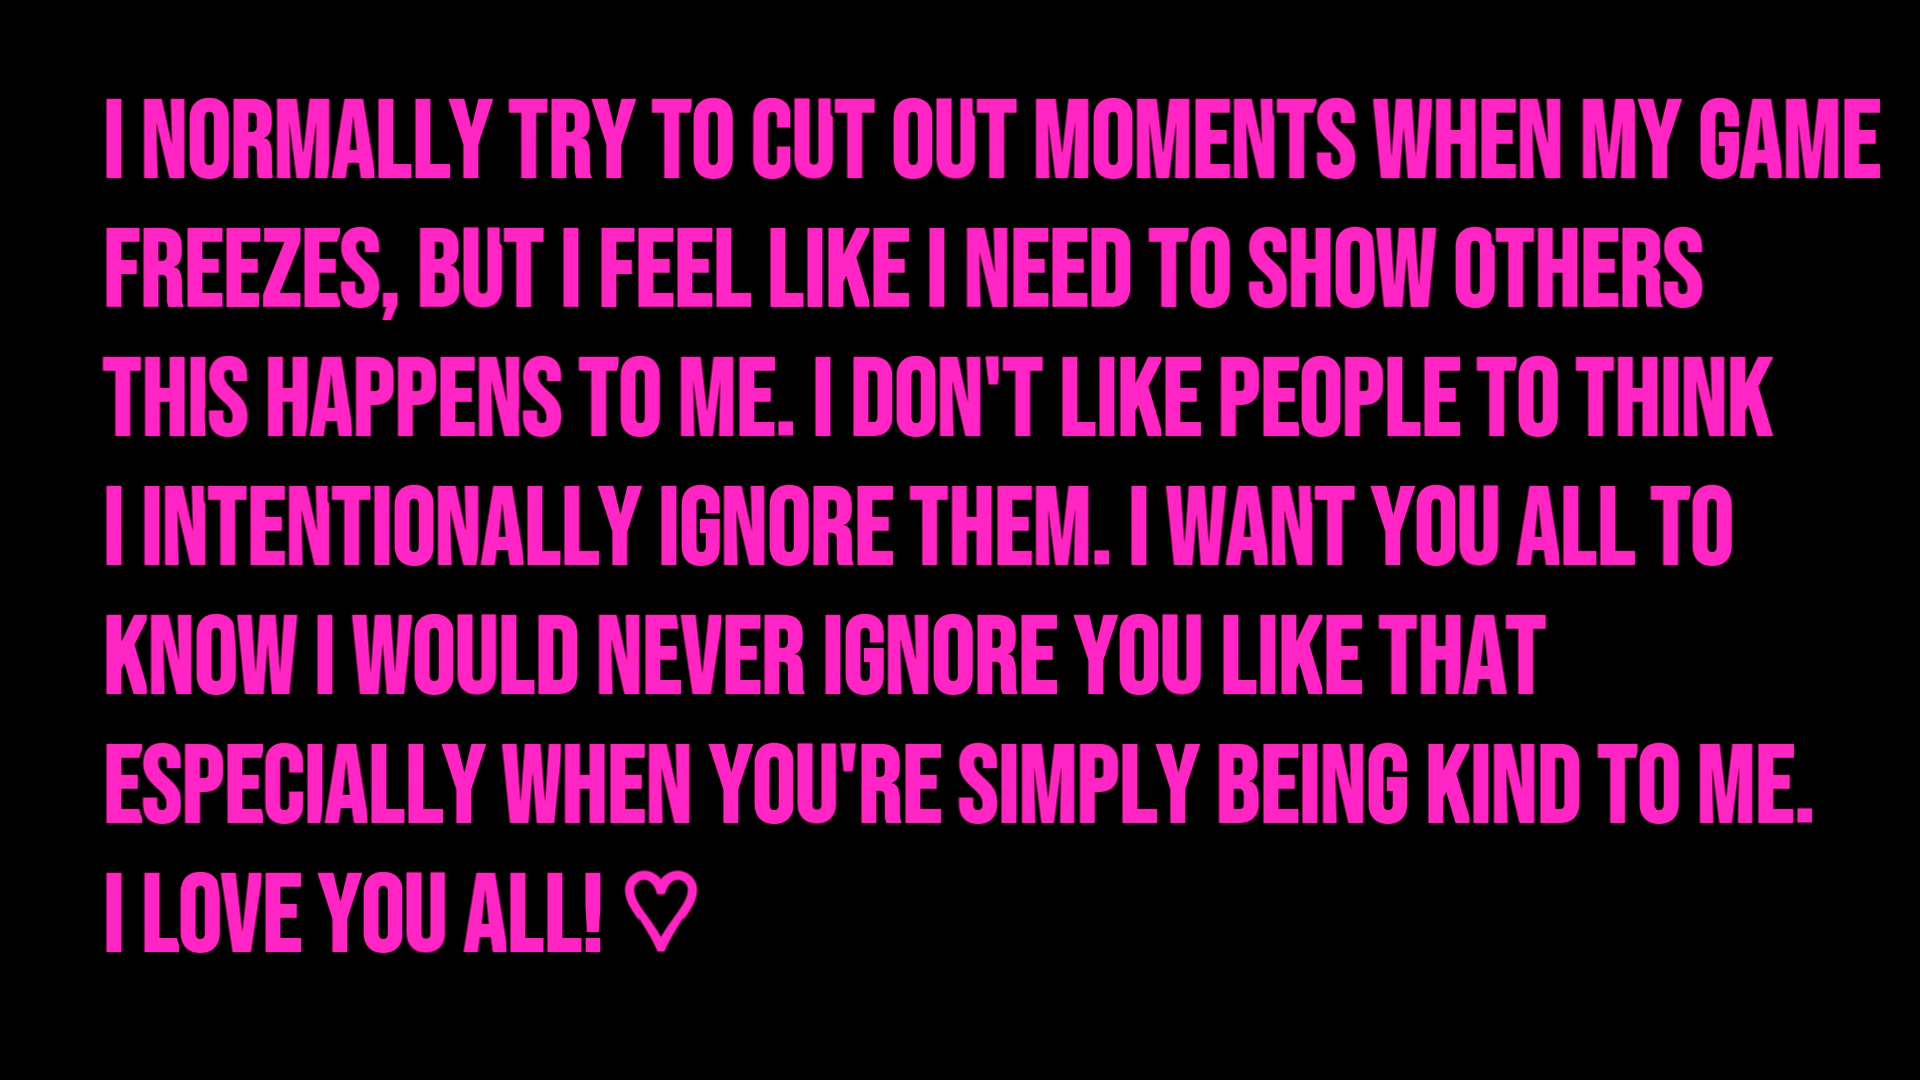 I NORMALLY TRY TO CUT OUT MOMENTS WHEN MY GAME
FREEZES, BUT I FEEL LIKE I NEED TO SHOW OTHERS
THIS HAPPENS TO ME. I DON'T LIKE PEOPLE TO THINK
I INTENTIONALLY IGNORE THEM. I WANT YOU ALL TO
KNOW I WOULD NEVER IGNORE YOU LIKE THAT
ESPECIALLY WHEN YOU'RE SIMPLY BEING KIND TO ME.
I LOVE YOU ALL! ♡